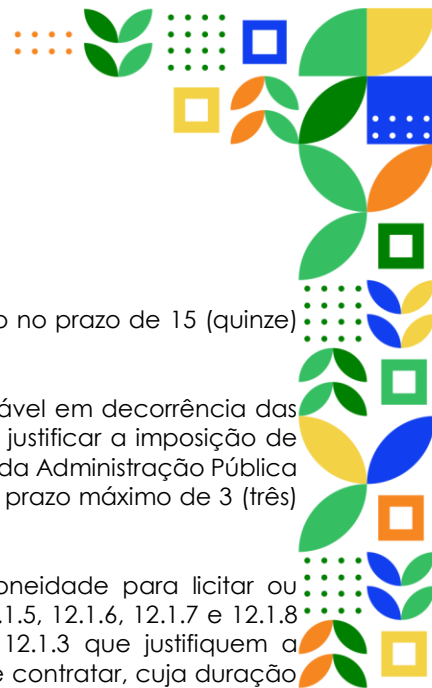 no prazo de 15 (quinze)
ável em decorrência das
justificar a imposição de
da Administração Pública
prazo máximo de 3 (três)
oneidade para licitar ou
.1.5, 12.1.6, 12.1.7 e 12.1.8
12.1.3 que justifiquem a
contratar, cuja duração